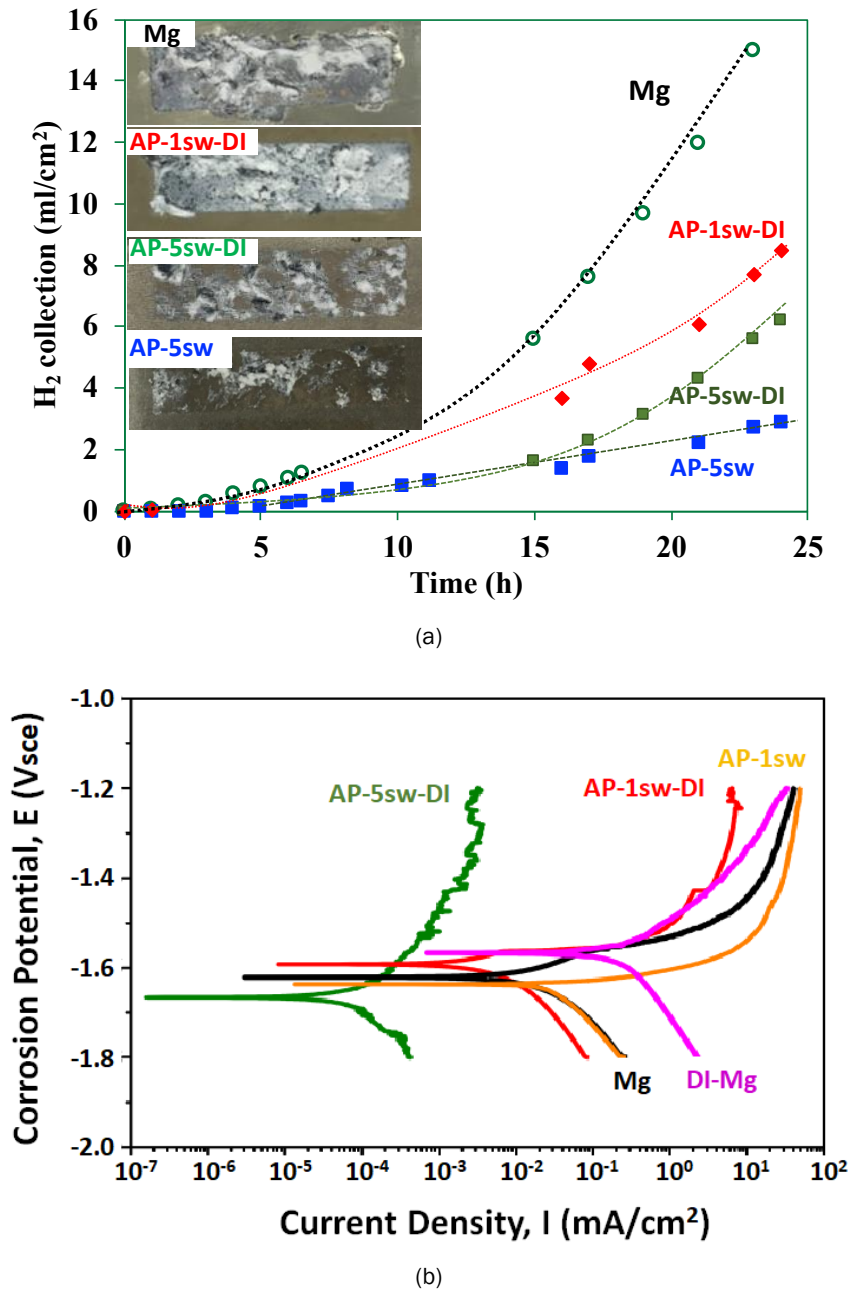 16
14
12
10
8
6
4
2
0
H₂ collection (ml/cm²)
Mg
AP-1sw-DI
AP-5sw-DI
AP-5sw
Mg
AP-1sw-DI
AP-5sw-DI
AP-5sw
0 5 10 15 20 25
Time (h)
(a)
-1.0
-1.2
-1.4
-1.6
-1.8
-2.0
Corrosion Potential, E (Vsce)
AP-1sw
AP-5sw-DI AP-1sw-DI
Mg DI-Mg
10⁻⁷ 10⁻⁶ 10⁻⁵ 10⁻⁴ 10⁻³ 10⁻² 10⁻¹ 10⁰ 10¹ 10²
Current Density, I (mA/cm²)
(b)